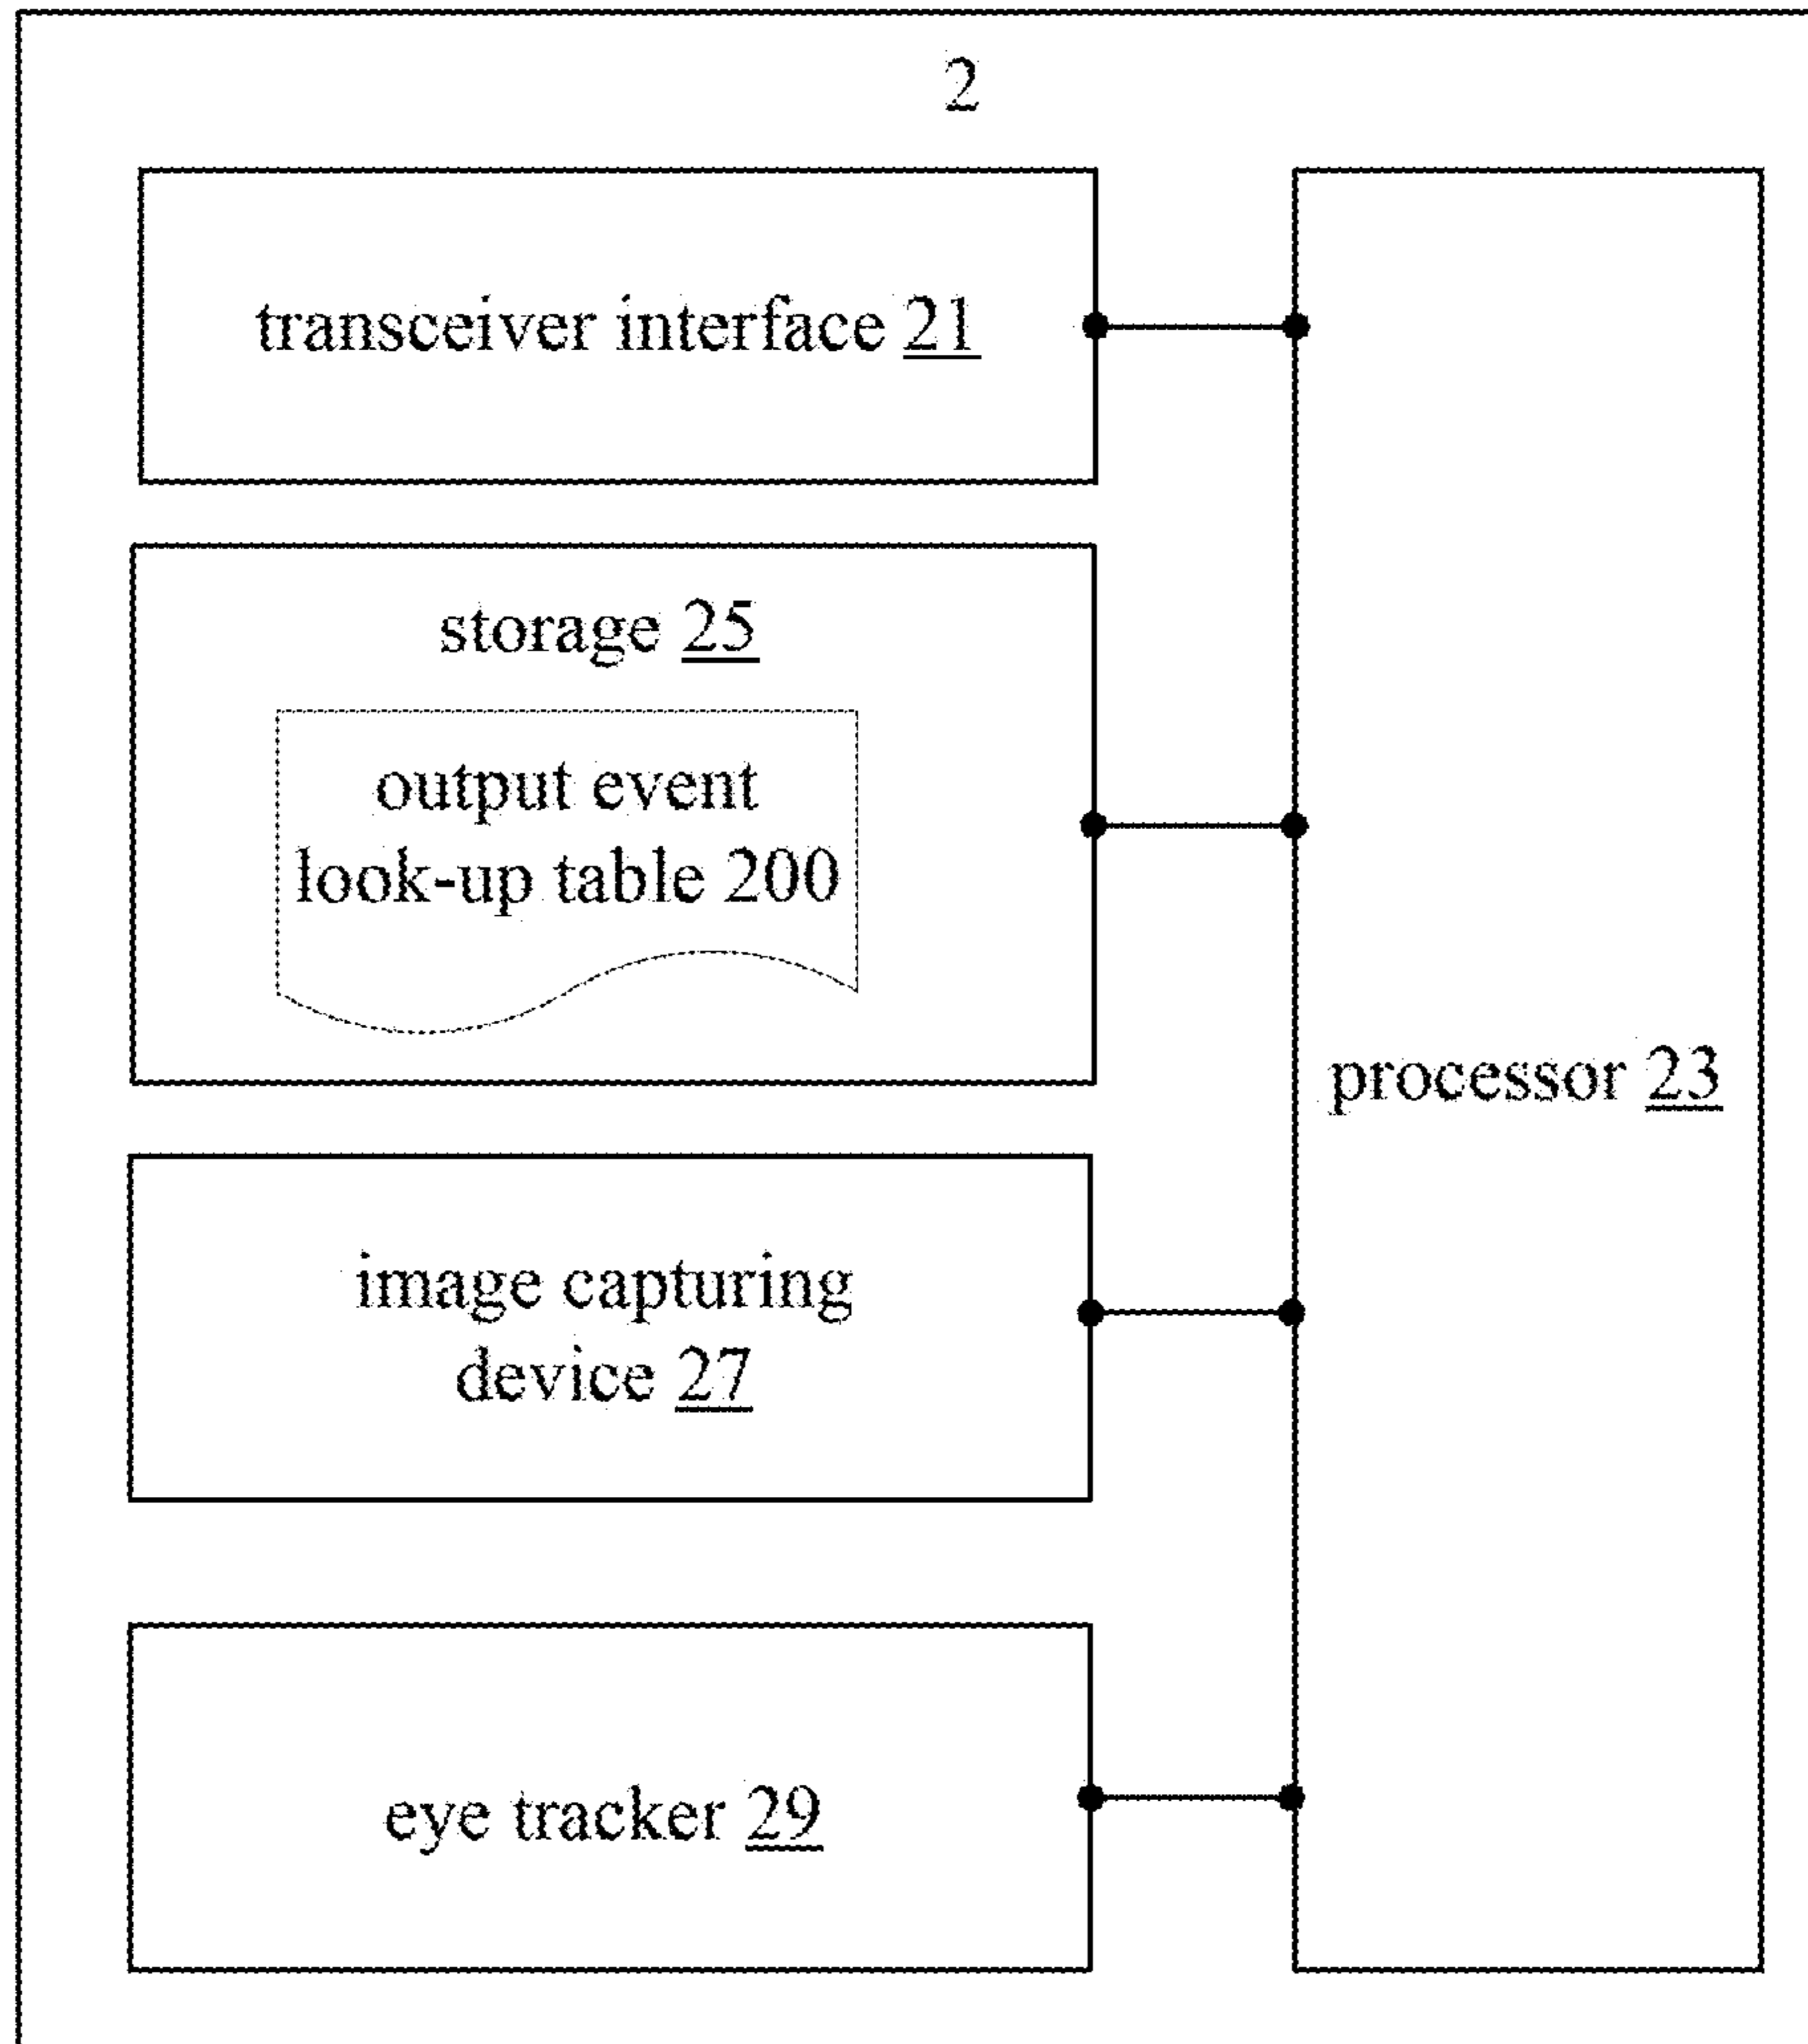 2
transceiver interface 21
storage 25
output event
look-up table 200
processor 23
image capturing
device 27
eye tracker 29